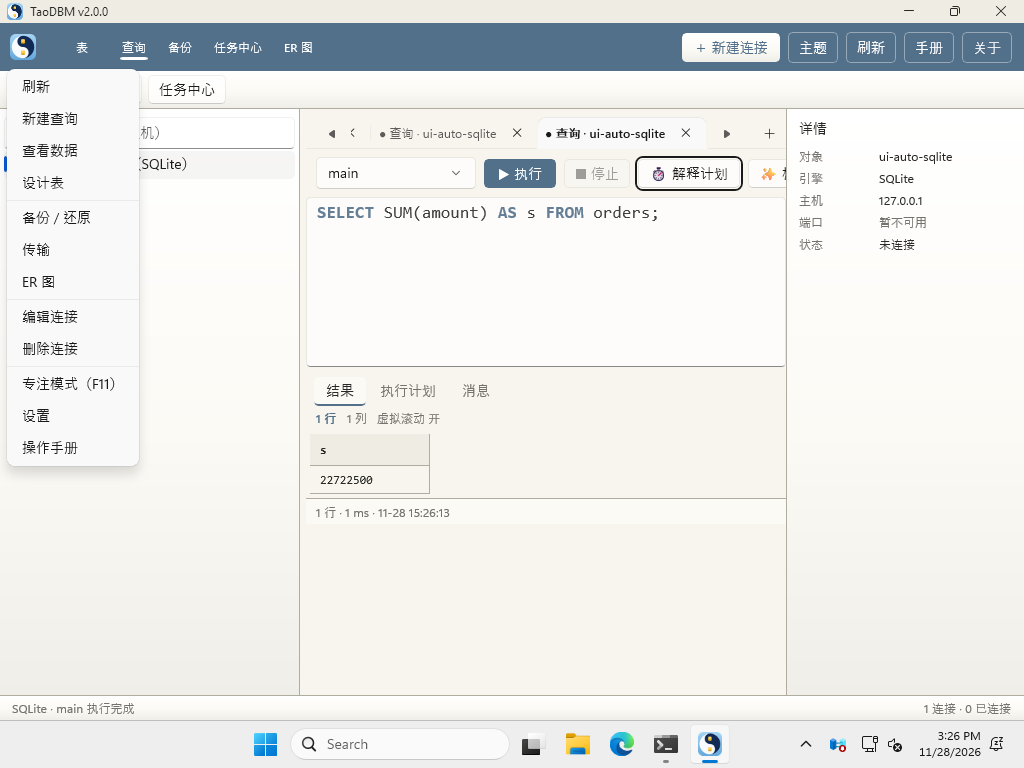 TaoDBM v2.0.0
表
查询
备份
任务中心
ER 图
+ 新建连接
主题
刷新
手册
关于
刷新
新建查询
查看数据
设计表
备份 / 还原
传输
ER 图
编辑连接
删除连接
专注模式（F11）
设置
操作手册
任务中心
机）
(SQLite)
● 查询 · ui-auto-sqlite
● 查询 · ui-auto-sqlite
main
执行
停止
解释计划
SELECT SUM(amount) AS s FROM orders;
结果
执行计划
消息
1 行 1 列 虚拟滚动 开
s
22722500
1 行 · 1 ms · 11-28 15:26:13
详情
对象 ui-auto-sqlite
引擎 SQLite
主机 127.0.0.1
端口 暂不可用
状态 未连接
SQLite · main 执行完成
1 连接 · 0 已连接
Search
3:26 PM
11/28/2026